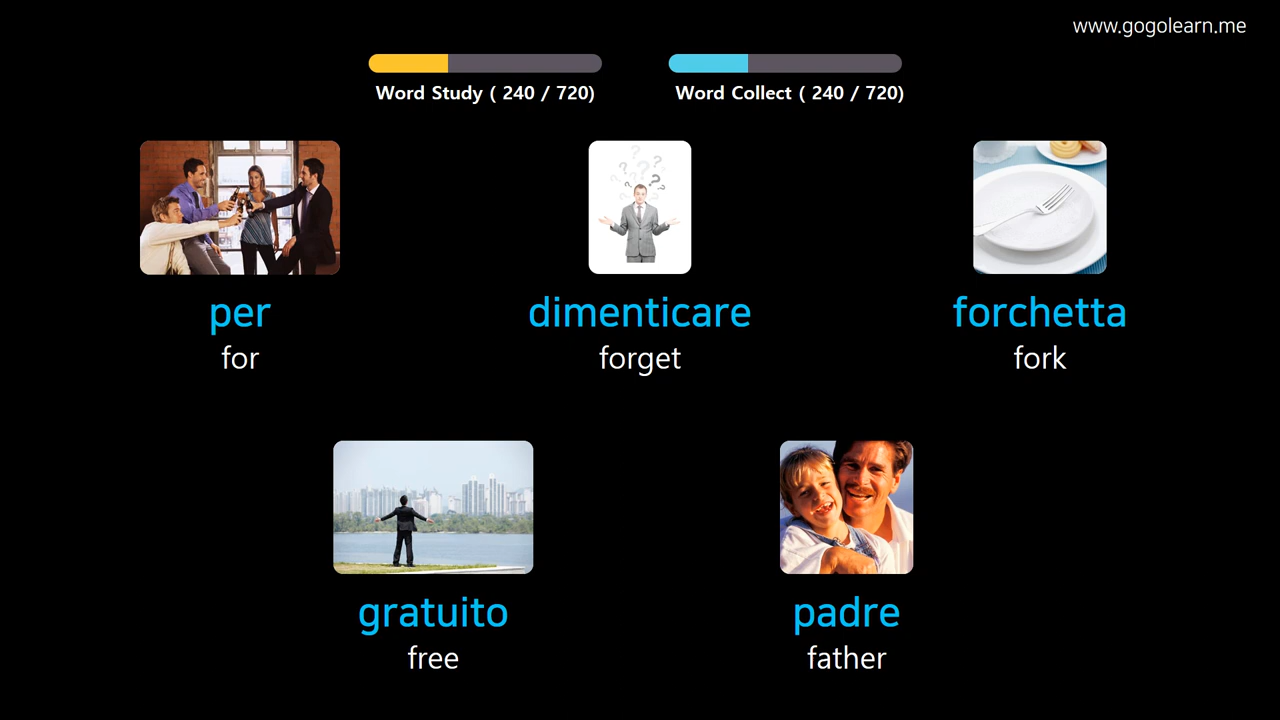 www.gogolearn.me
Word Study ( 240 / 720)
Word Collect ( 240 / 720)
per
for
dimenticare
forget
forchetta
fork
gratuito
free
padre
father